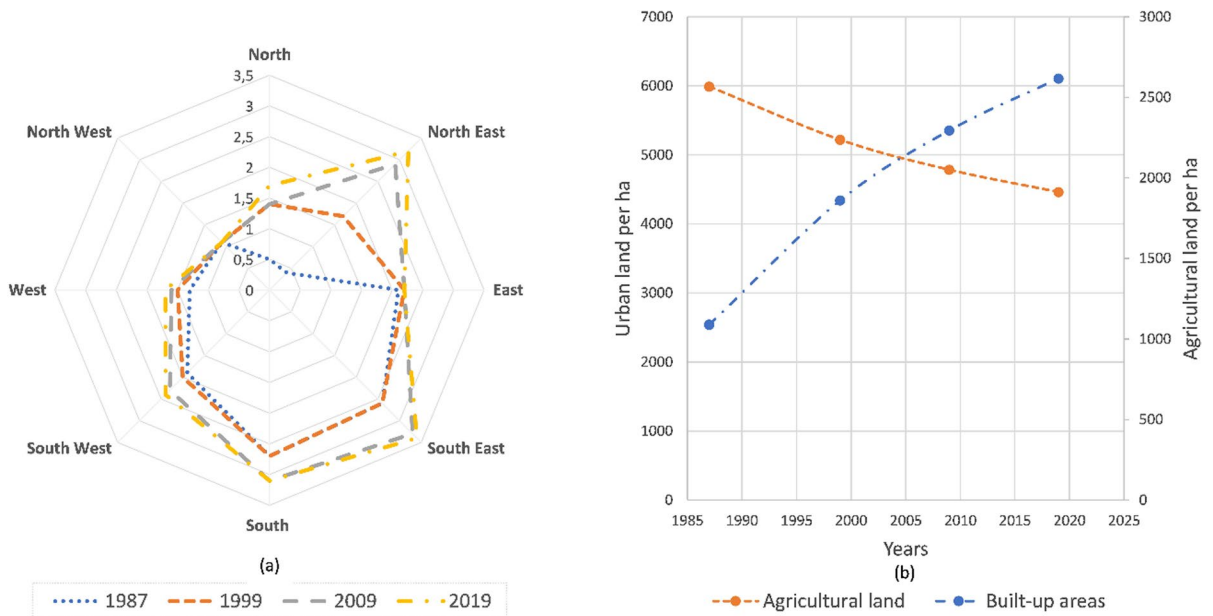 North
3,5
3
2,5
2
1,5
1
0,5
0
North West
North East
West
East
South West
South East
South
(a)
1987
1999
2009
2019
7000
6000
5000
4000
3000
2000
1000
0
Urban land per ha
3000
2500
2000
1500
1000
500
0
Agricultural land per ha
1985 1990 1995 2000 2005 2010 2015 2020 2025
Years
(b)
Agricultural land
Built-up areas